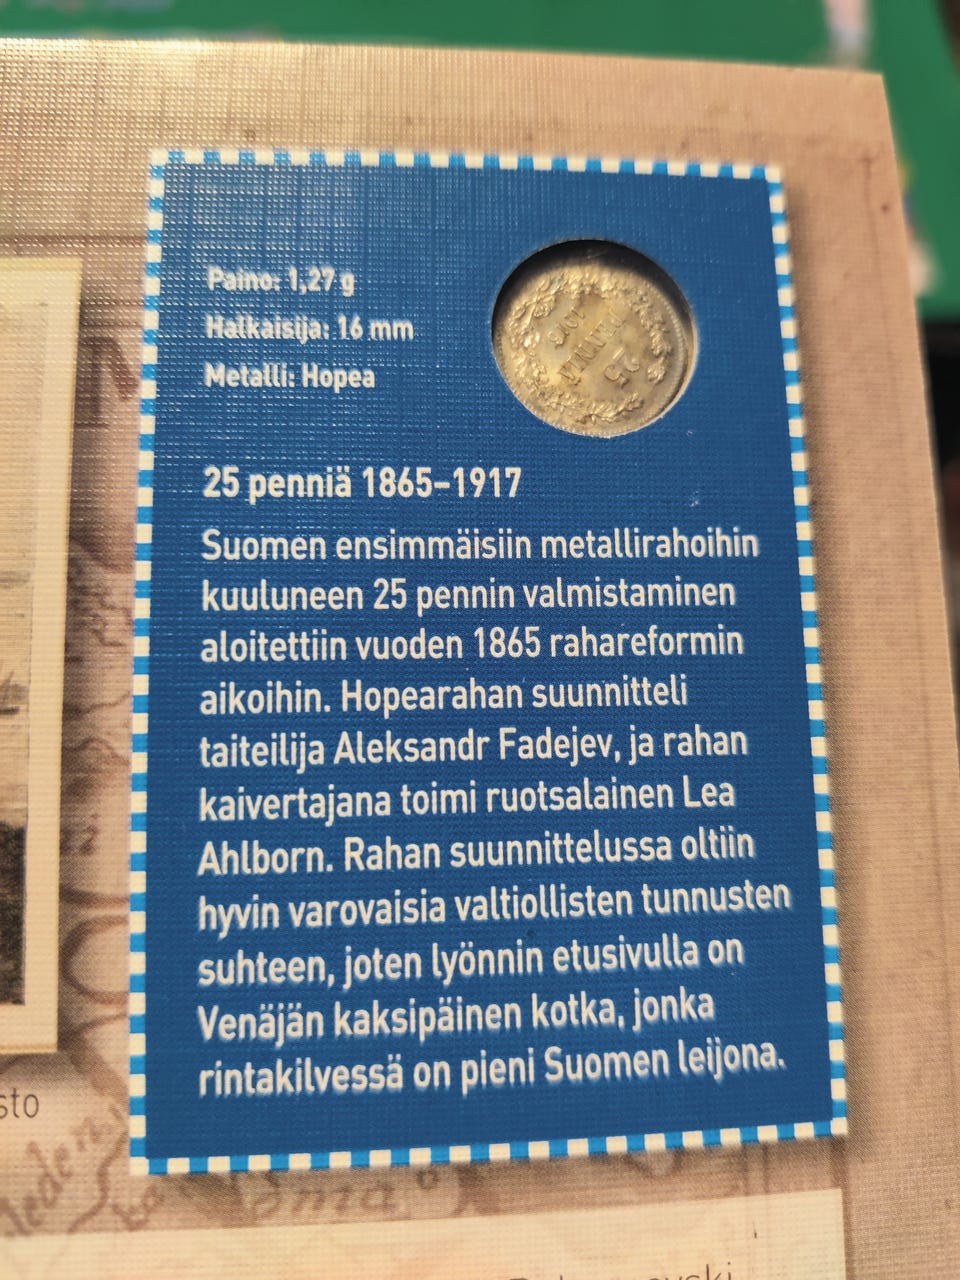 Paino: 1,27 g
Halkaisija: 16 mm
Metalli: Hopea
25 PENNIÄ
25 penniä 1865–1917
Suomen ensimmäisiin metallirahoihin
kuuluneen 25 pennin valmistaminen
aloitettiin vuoden 1865 rahareformin
aikoihin. Hopearahan suunnitteli
taiteilija Aleksandr Fadejev, ja rahan
kaivertajana toimi ruotsalainen Lea
Ahlborn. Rahan suunnittelussa oltiin
hyvin varovaisia valtiollisten tunnusten
suhteen, joten lyönnin etusivulla on
Venäjän kaksipäinen kotka, jonka
rintakilvessä on pieni Suomen leijona.
sto